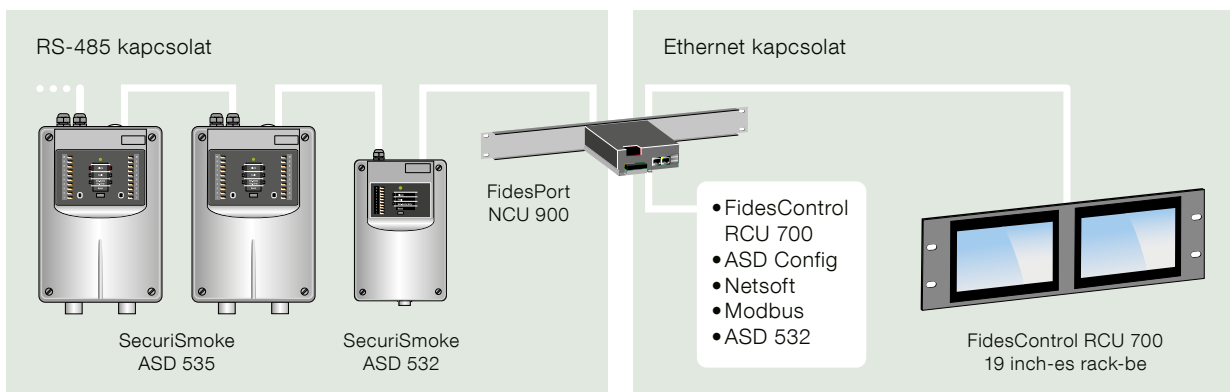 RS-485 kapcsolat
SecuriSmoke
ASD 535
SecuriSmoke
ASD 532
FidesPort
NCU 900
Ethernet kapcsolat
•FidesControl
RCU 700
•ASD Config
•Netsoft
•Modbus
•ASD 532
FidesControl RCU 700
19 inch-es rack-be